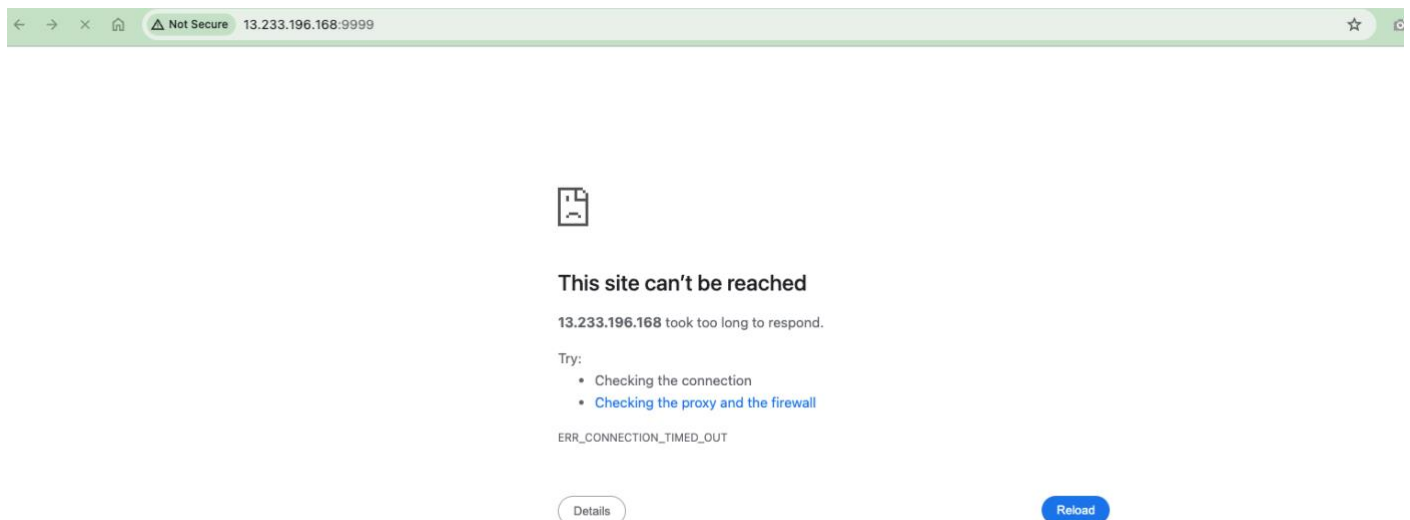 Not Secure 13.233.196.168:9999
This site can't be reached
13.233.196.168 took too long to respond.
Try:
• Checking the connection
• Checking the proxy and the firewall
ERR_CONNECTION_TIMED_OUT
Details Reload